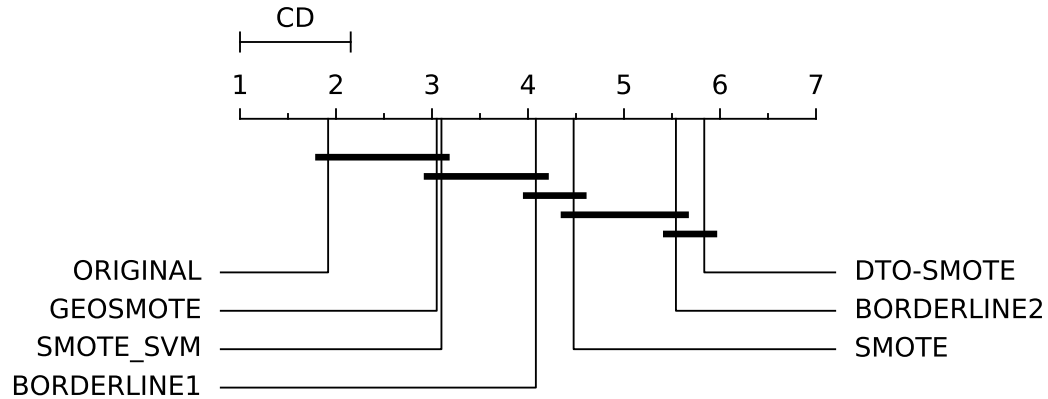 CD
1 2 3 4 5 6 7
ORIGINAL DTO-SMOTE
GEOSMOTE BORDERLINE2
SMOTE_SVM SMOTE
BORDERLINE1